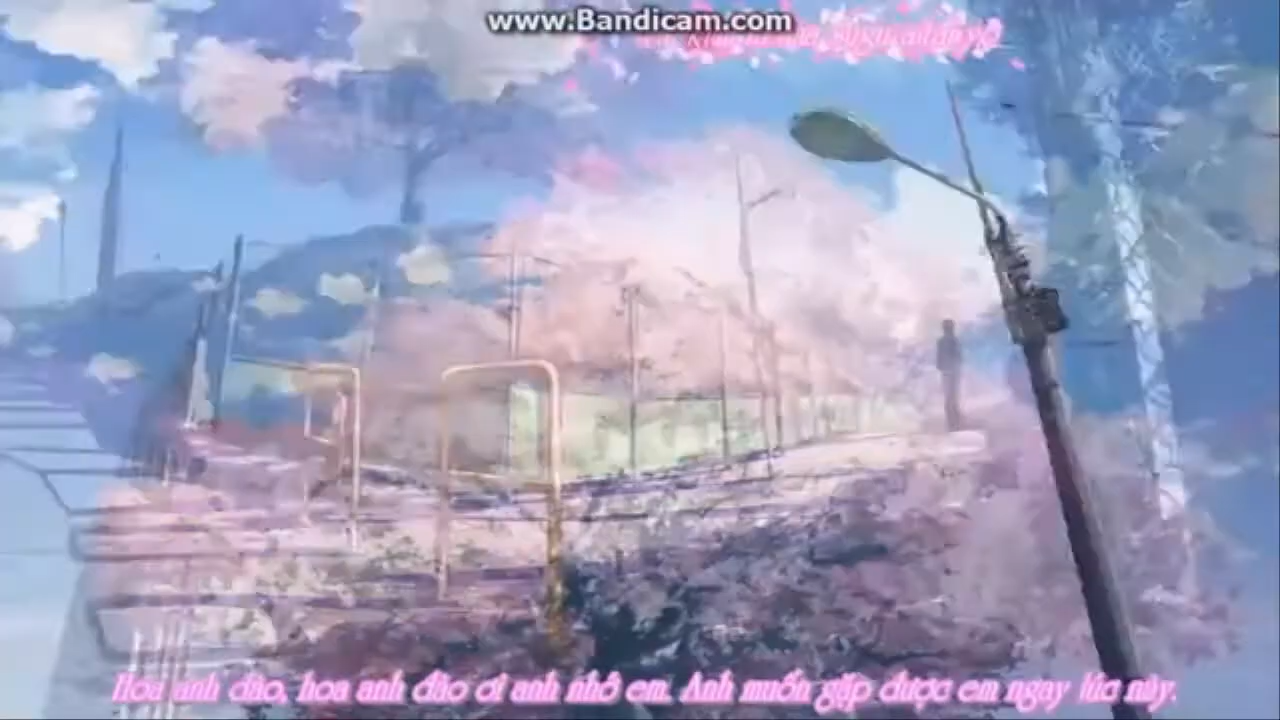 www.Bandicam.com
Hoa anh đào, hoa anh đào ơi anh nhớ em. Anh muốn gặp được em ngay lúc này.